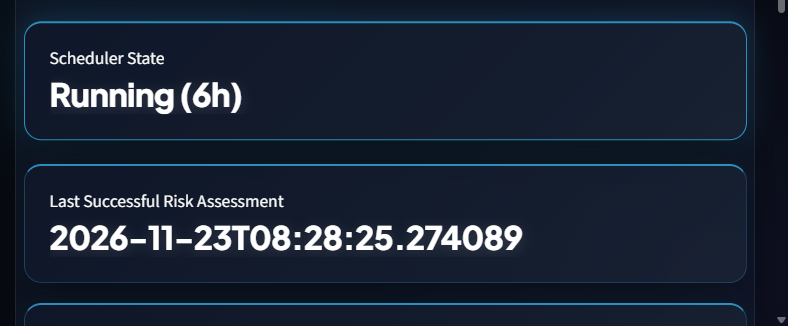 Scheduler State
Running (6h)
Last Successful Risk Assessment
2026-11-23T08:28:25.274089